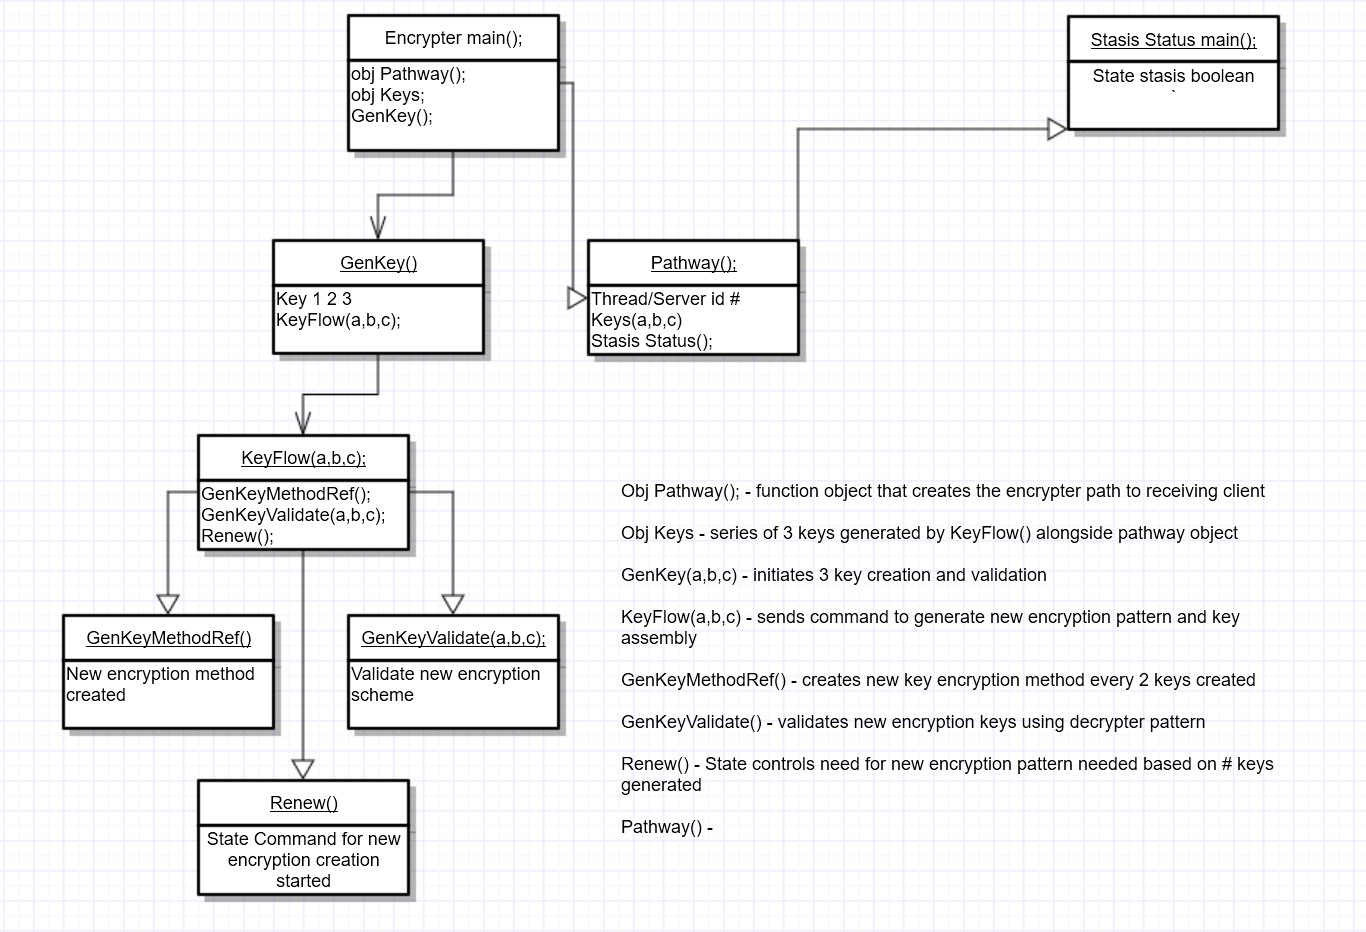 Encrypter main();
obj Pathway();
obj Keys;
GenKey();
Stasis Status main();
State stasis boolean
`
GenKey()
Key 1 2 3
KeyFlow(a,b,c);
Pathway();
Thread/Server id #
Keys(a,b,c)
Stasis Status();
KeyFlow(a,b,c);
GenKeyMethodRef();
GenKeyValidate(a,b,c);
Renew();
GenKeyMethodRef()
New encryption method
created
GenKeyValidate(a,b,c);
Validate new encryption
scheme
Renew()
State Command for new
encryption creation
started
Obj Pathway(); - function object that creates the encrypter path to receiving client
Obj Keys - series of 3 keys generated by KeyFlow() alongside pathway object
GenKey(a,b,c) - initiates 3 key creation and validation
KeyFlow(a,b,c) - sends command to generate new encryption pattern and key
assembly
GenKeyMethodRef() - creates new key encryption method every 2 keys created
GenKeyValidate() - validates new encryption keys using decrypter pattern
Renew() - State controls need for new encryption pattern needed based on # keys
generated
Pathway() -